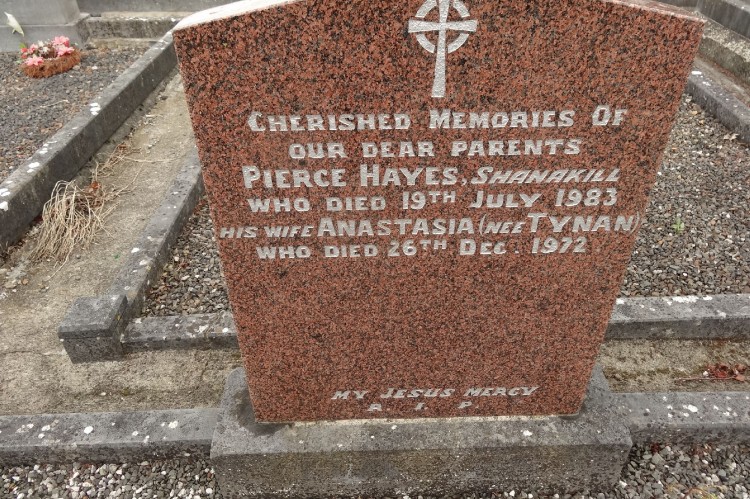 CHERISHED MEMORIES OF
OUR DEAR PARENTS
PIERCE HAYES, SHANAKILL
WHO DIED 19TH JULY 1983
HIS WIFE ANASTASIA (NEE TYNAN)
WHO DIED 26TH DEC. 1972
MY JESUS MERCY
R. I. P.